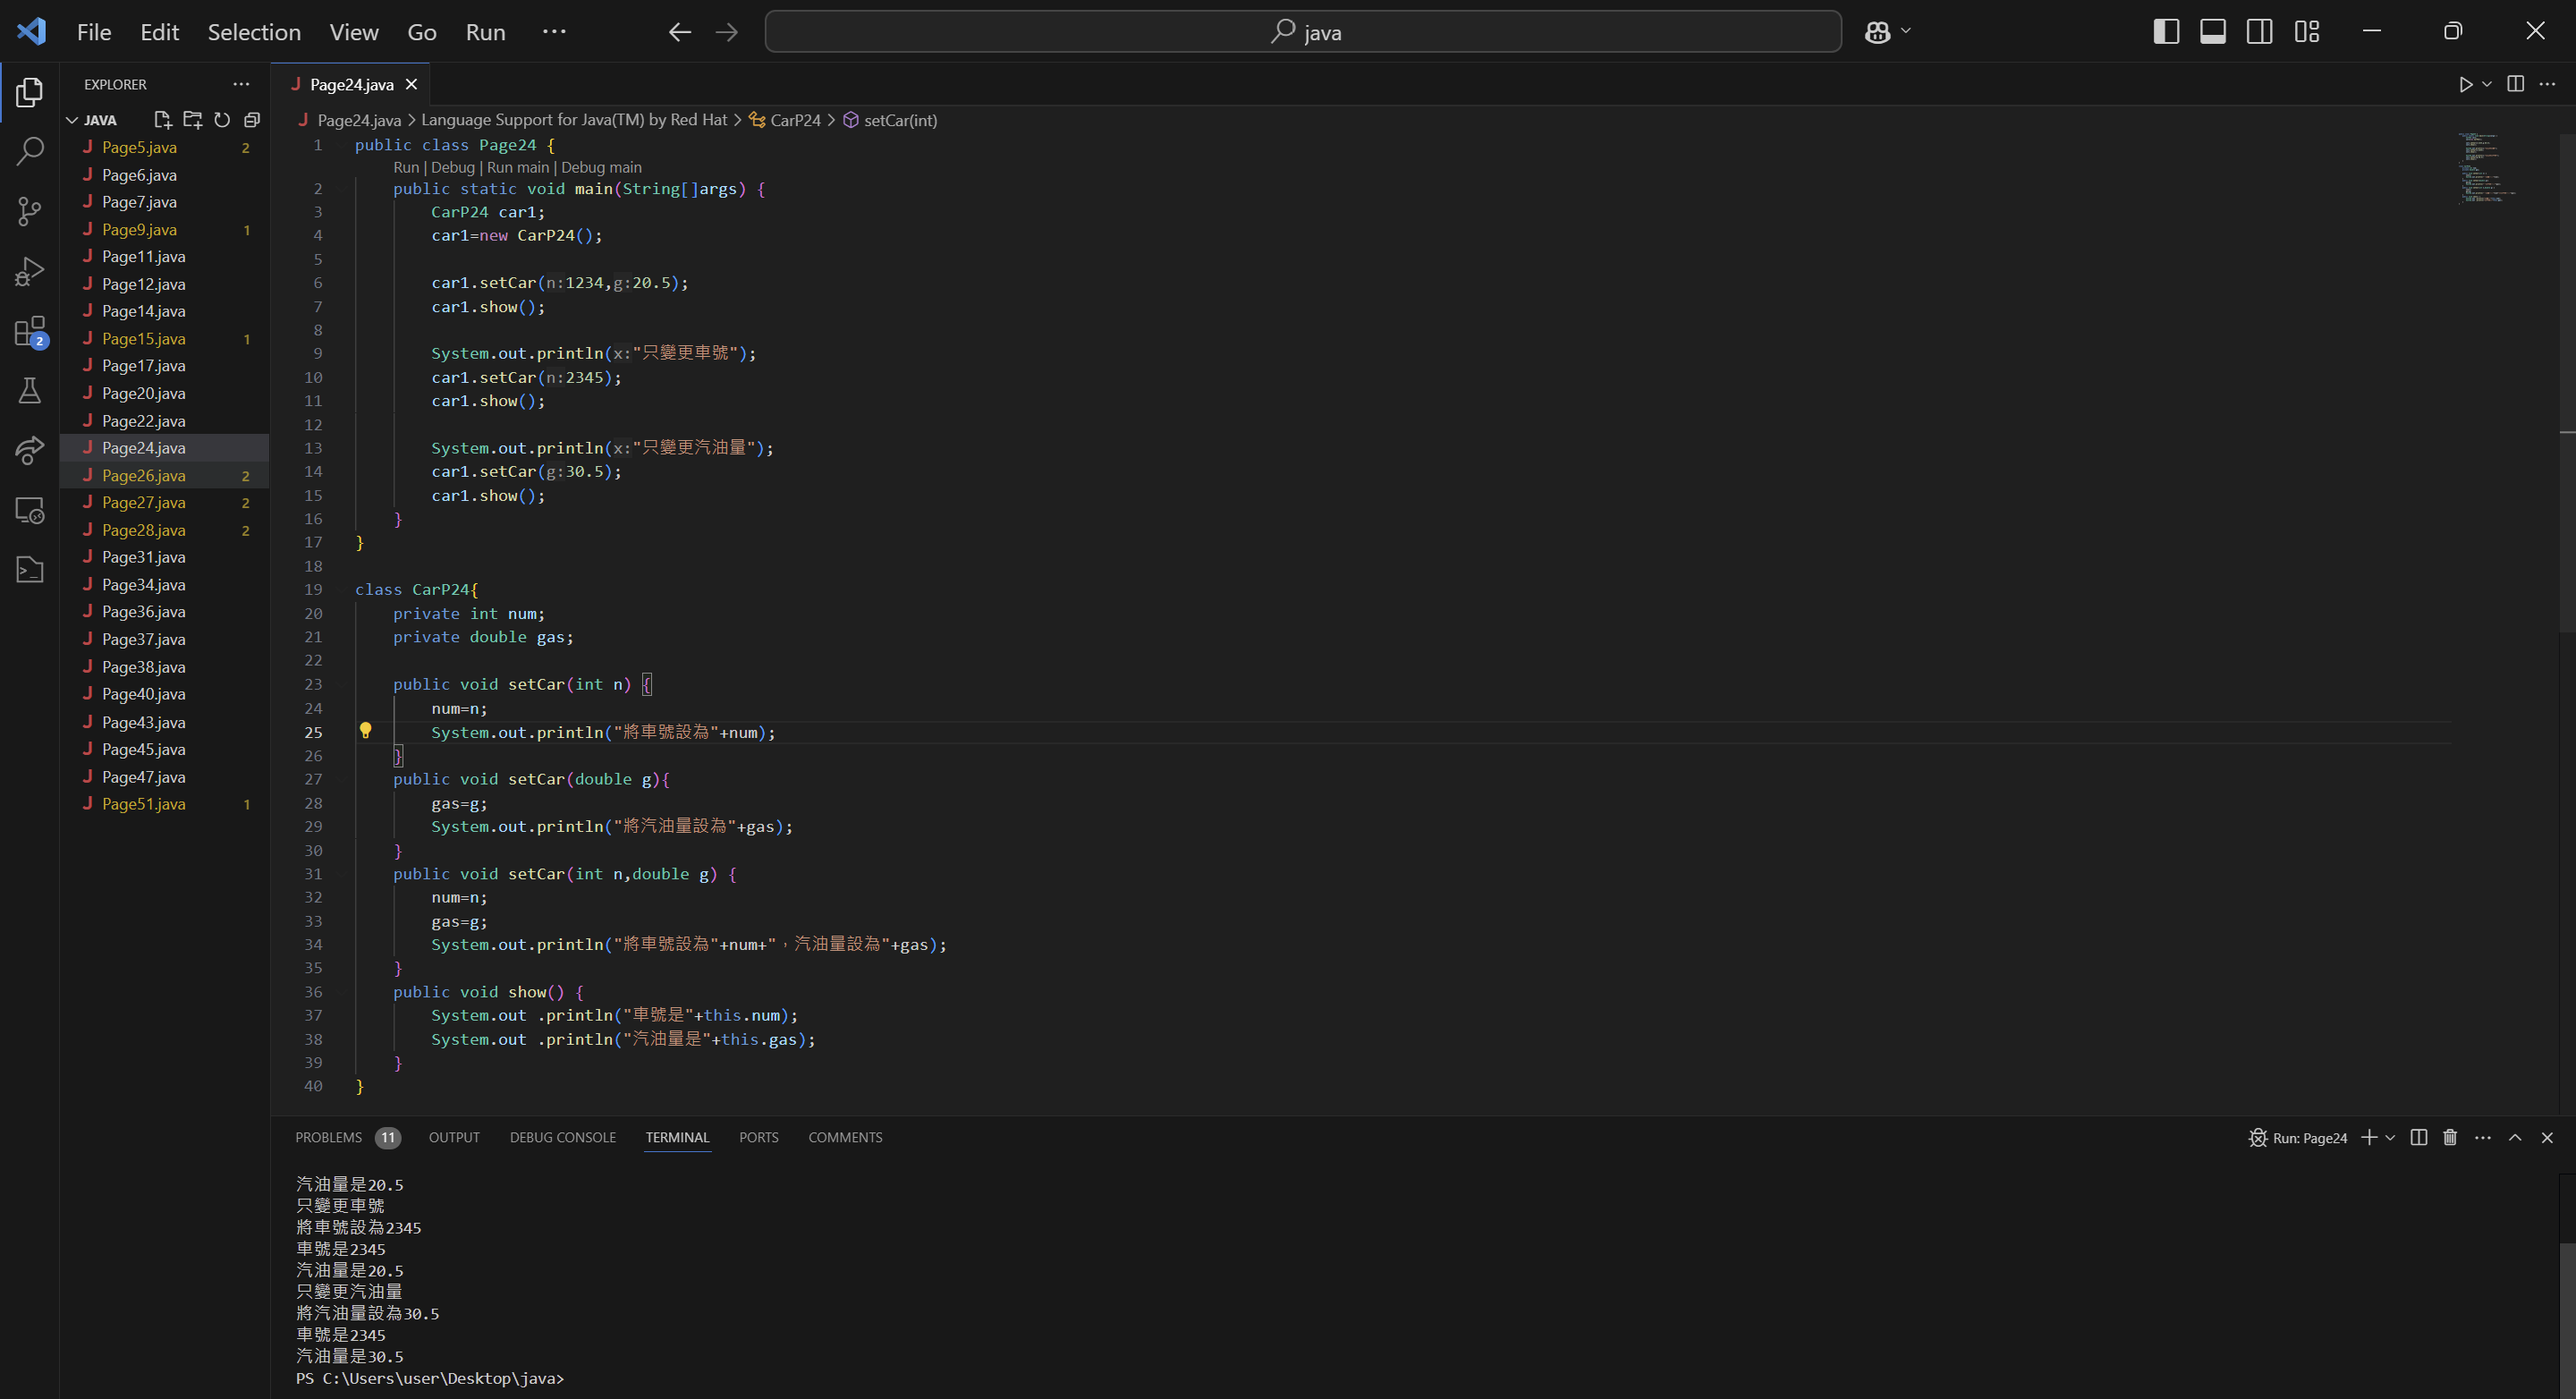 File Edit Selection View Go Run ···
java
EXPLORER
JAVA
Page5.java 2
Page6.java
Page7.java
Page9.java 1
Page11.java
Page12.java
Page14.java
Page15.java 1
Page17.java
Page20.java
Page22.java
Page24.java
Page26.java 2
Page27.java 2
Page28.java 2
Page31.java
Page34.java
Page36.java
Page37.java
Page38.java
Page40.java
Page43.java
Page45.java
Page47.java
Page51.java 1
2
J Page24.java
J Page24.java > Language Support for Java(TM) by Red Hat > CarP24 > setCar(int)
1 public class Page24 {
Run | Debug | Run main | Debug main
2 public static void main(String[]args) {
3 CarP24 car1;
4 car1=new CarP24();
5
6 car1.setCar(n:1234,g:20.5);
7 car1.show();
8
9 System.out.println(x:"只變更車號");
10 car1.setCar(n:2345);
11 car1.show();
12
13 System.out.println(x:"只變更汽油量");
14 car1.setCar(g:30.5);
15 car1.show();
16 }
17 }
18
19 class CarP24{
20 private int num;
21 private double gas;
22
23 public void setCar(int n) {
24 num=n;
25 System.out.println("將車號設為"+num);
26 }
27 public void setCar(double g){
28 gas=g;
29 System.out.println("將汽油量設為"+gas);
30 }
31 public void setCar(int n,double g) {
32 num=n;
33 gas=g;
34 System.out.println("將車號設為"+num+"，汽油量設為"+gas);
35 }
36 public void show() {
37 System.out .println("車號是"+this.num);
38 System.out .println("汽油量是"+this.gas);
39 }
40 }
PROBLEMS 11 OUTPUT DEBUG CONSOLE TERMINAL PORTS COMMENTS
Run: Page24
汽油量是20.5
只變更車號
將車號設為2345
車號是2345
汽油量是20.5
只變更汽油量
將汽油量設為30.5
車號是2345
汽油量是30.5
PS C:\Users\user\Desktop\java>